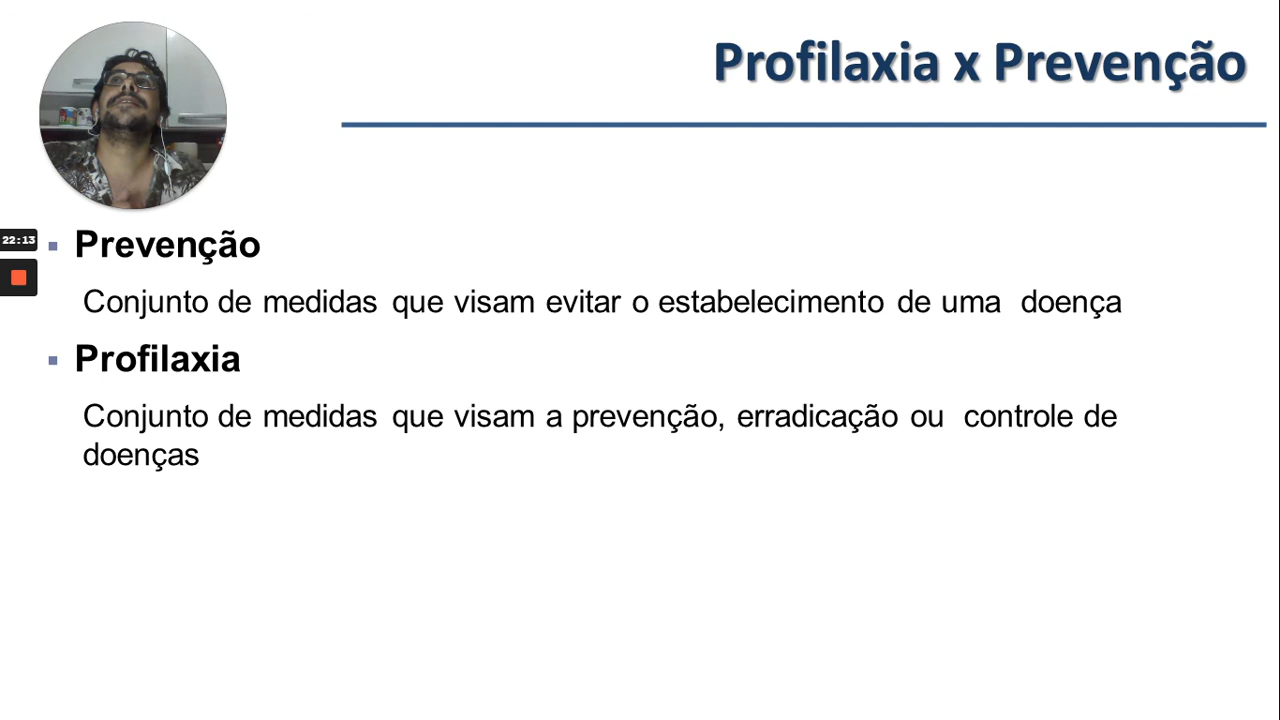 Profilaxia x Prevenção
22:13
Prevenção
Conjunto de medidas que visam evitar o estabelecimento de uma doença
Profilaxia
Conjunto de medidas que visam a prevenção, erradicação ou controle de
doenças